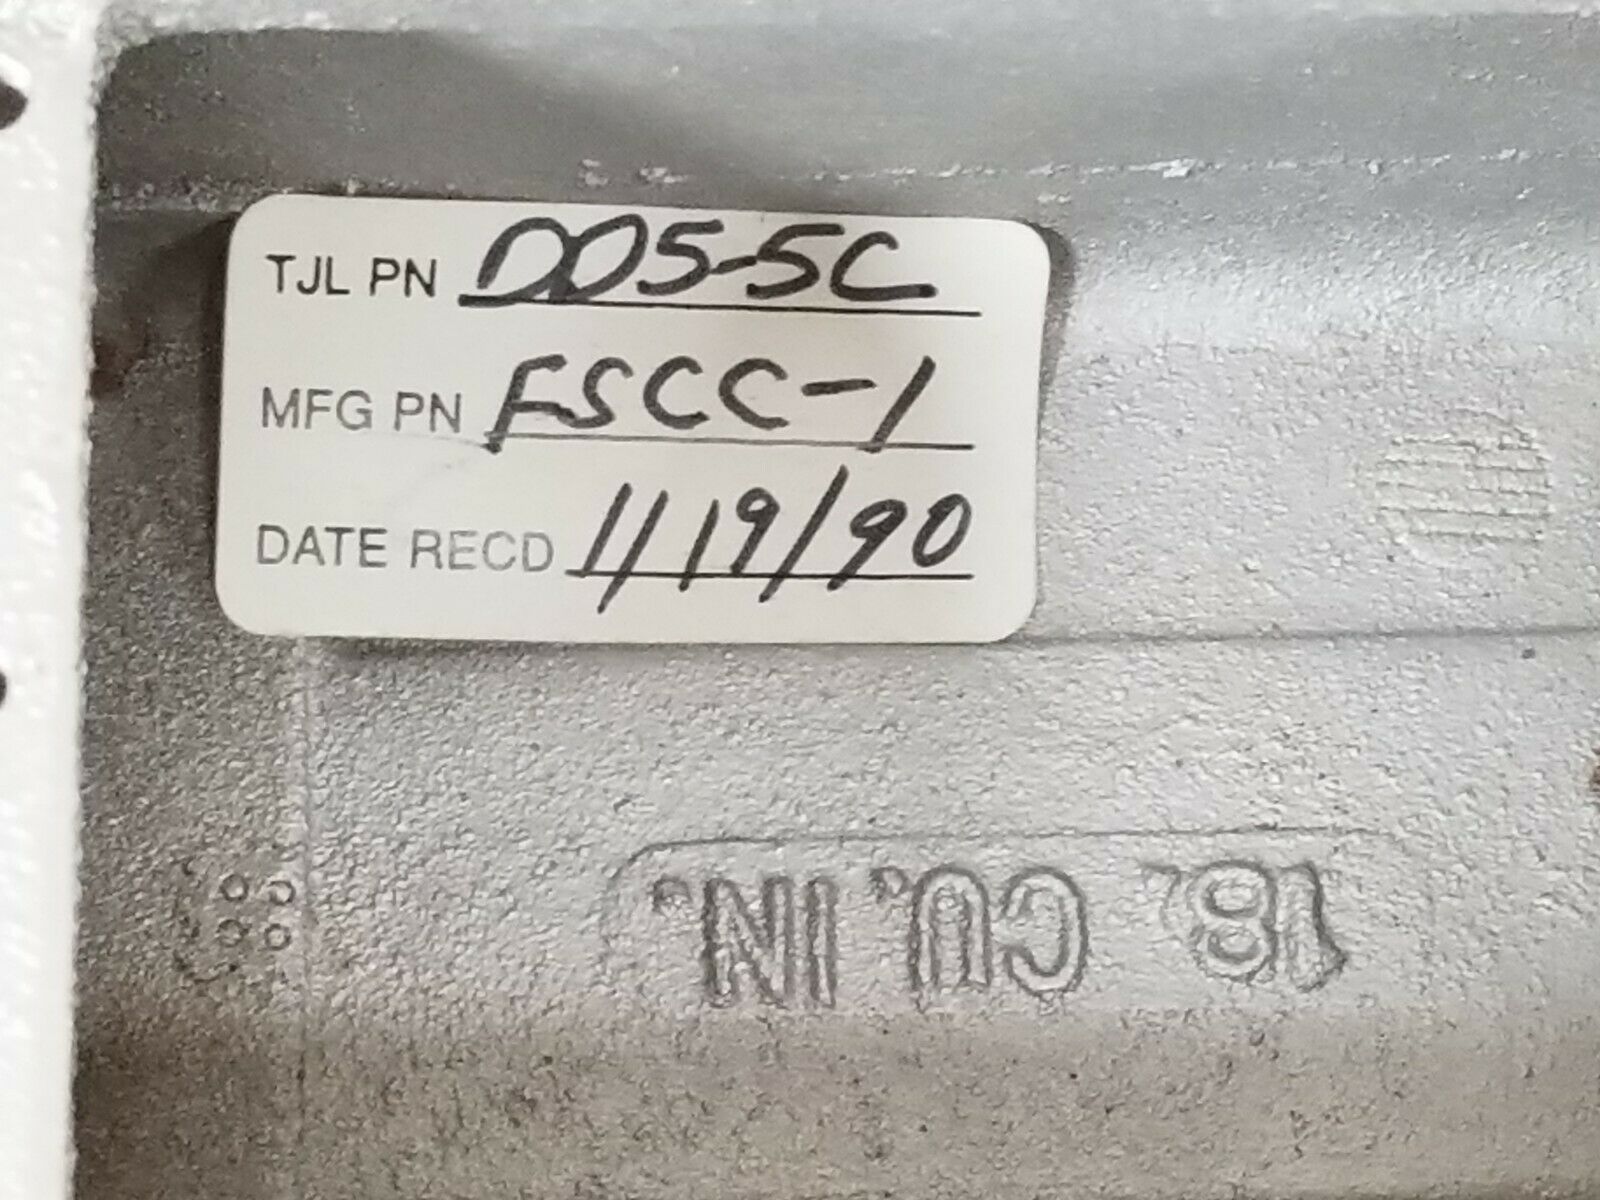 TJL PN DD5-5C
MFG PN FSCC-1
DATE RECD 1/19/90
18. CU. IN.